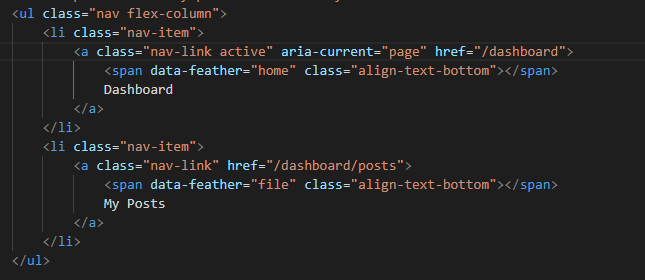 <ul class="nav flex-column">
<li class="nav-item">
<a class="nav-link active" aria-current="page" href="/dashboard">
<span data-feather="home" class="align-text-bottom"></span>
Dashboard
</a>
</li>
<li class="nav-item">
<a class="nav-link" href="/dashboard/posts">
<span data-feather="file" class="align-text-bottom"></span>
My Posts
</a>
</li>
</ul>